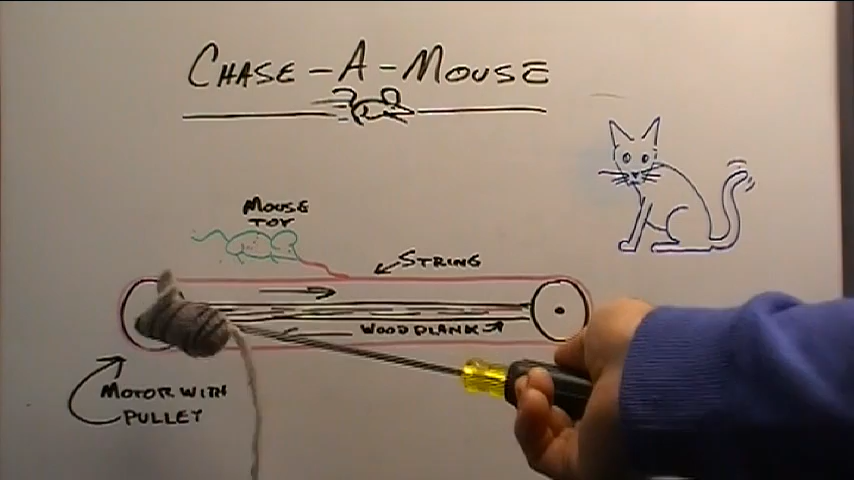 CHASE-A-MOUSE
MOUSE
TOY
STRING
WOOD PLANK
MOTOR WITH
PULLEY